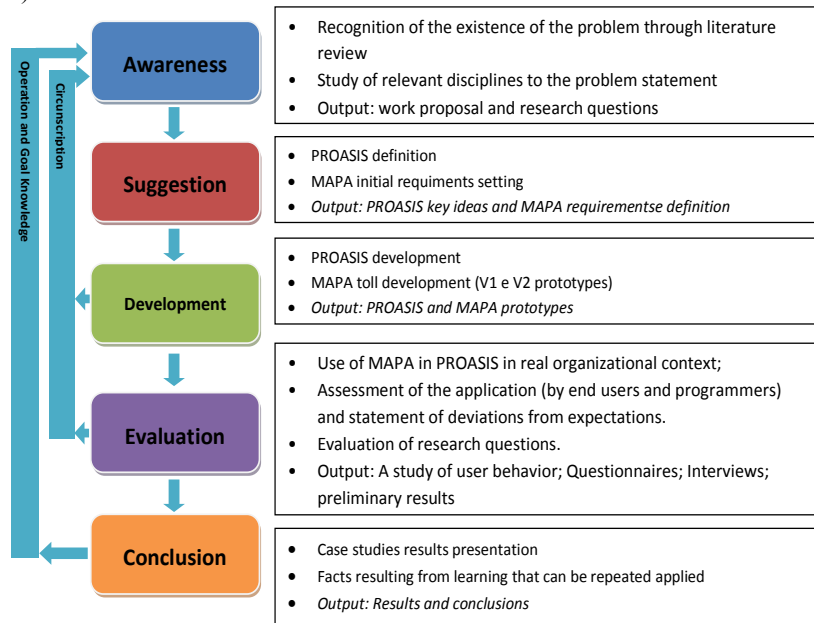 Operation and Goal Knowledge
Circunscription
Awareness
• Recognition of the existence of the problem through literature
review
• Study of relevant disciplines to the problem statement
• Output: work proposal and research questions
Suggestion
• PROASIS definition
• MAPA initial requiments setting
• Output: PROASIS key ideas and MAPA requirementse definition
Development
• PROASIS development
• MAPA toll development (V1 e V2 prototypes)
• Output: PROASIS and MAPA prototypes
Evaluation
• Use of MAPA in PROASIS in real organizational context;
• Assessment of the application (by end users and programmers)
and statement of deviations from expectations.
• Evaluation of research questions.
• Output: A study of user behavior; Questionnaires; Interviews;
preliminary results
Conclusion
• Case studies results presentation
• Facts resulting from learning that can be repeated applied
• Output: Results and conclusions